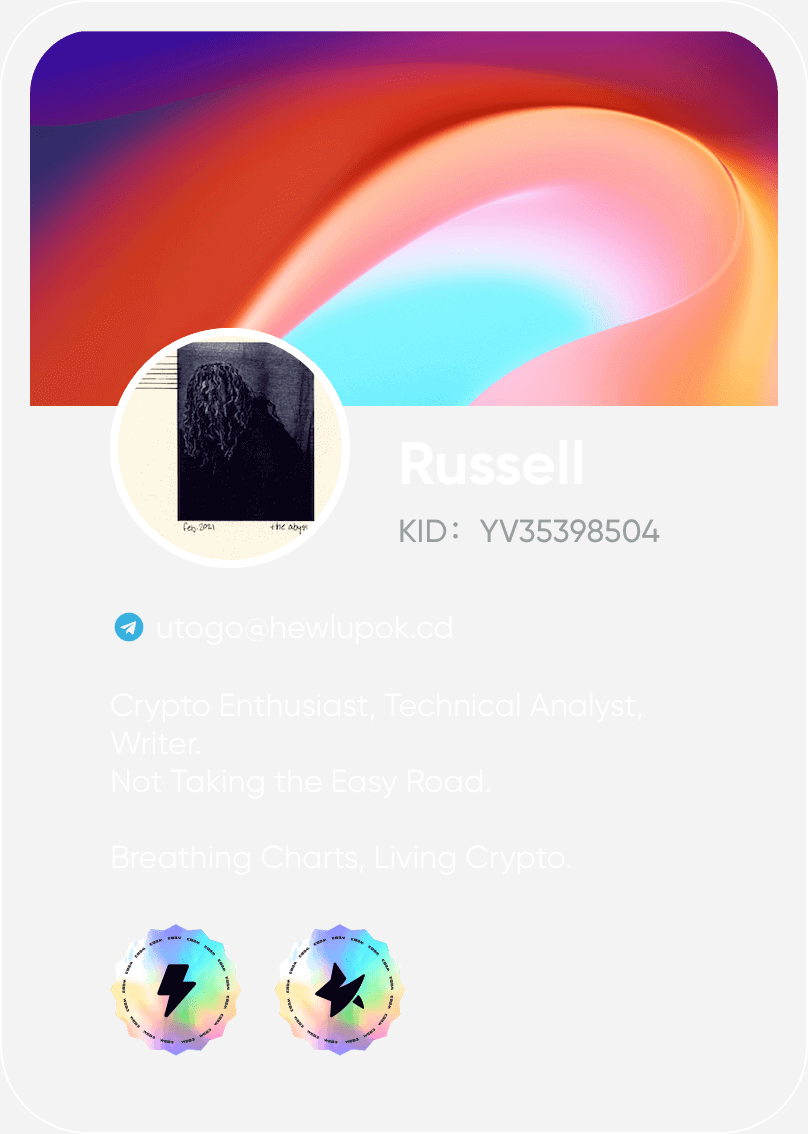 feb. 2021 the abyss
Russell
KID： YV35398504
utogo@hewlupok.cd
Crypto Enthusiast, Technical Analyst,
Writer.
Not Taking the Easy Road.
Breathing Charts, Living Crypto.